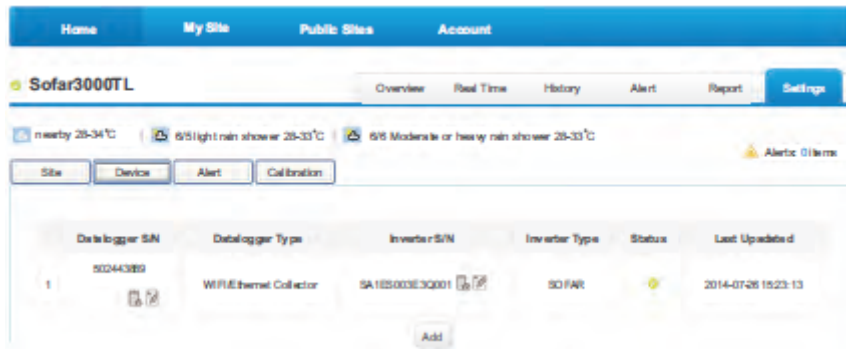 Home My Site Public Sites Account
Sofar3000TL
Overview Real Time History Alert Report Settings
nearby 28-34°C 6/5 light rain shower 28-33°C 6/6 Moderate or heavy rain shower 28-33°C
Alerts: 0 items
Site Device Alert Calibration
Datalogger S/N Datalogger Type Inverter S/N Inverter Type Status Last Upadated
1 WIFI/Ethernet Collector SA1ES003E3Q001 SOFAR 2014-07-26 15:23:13
Add